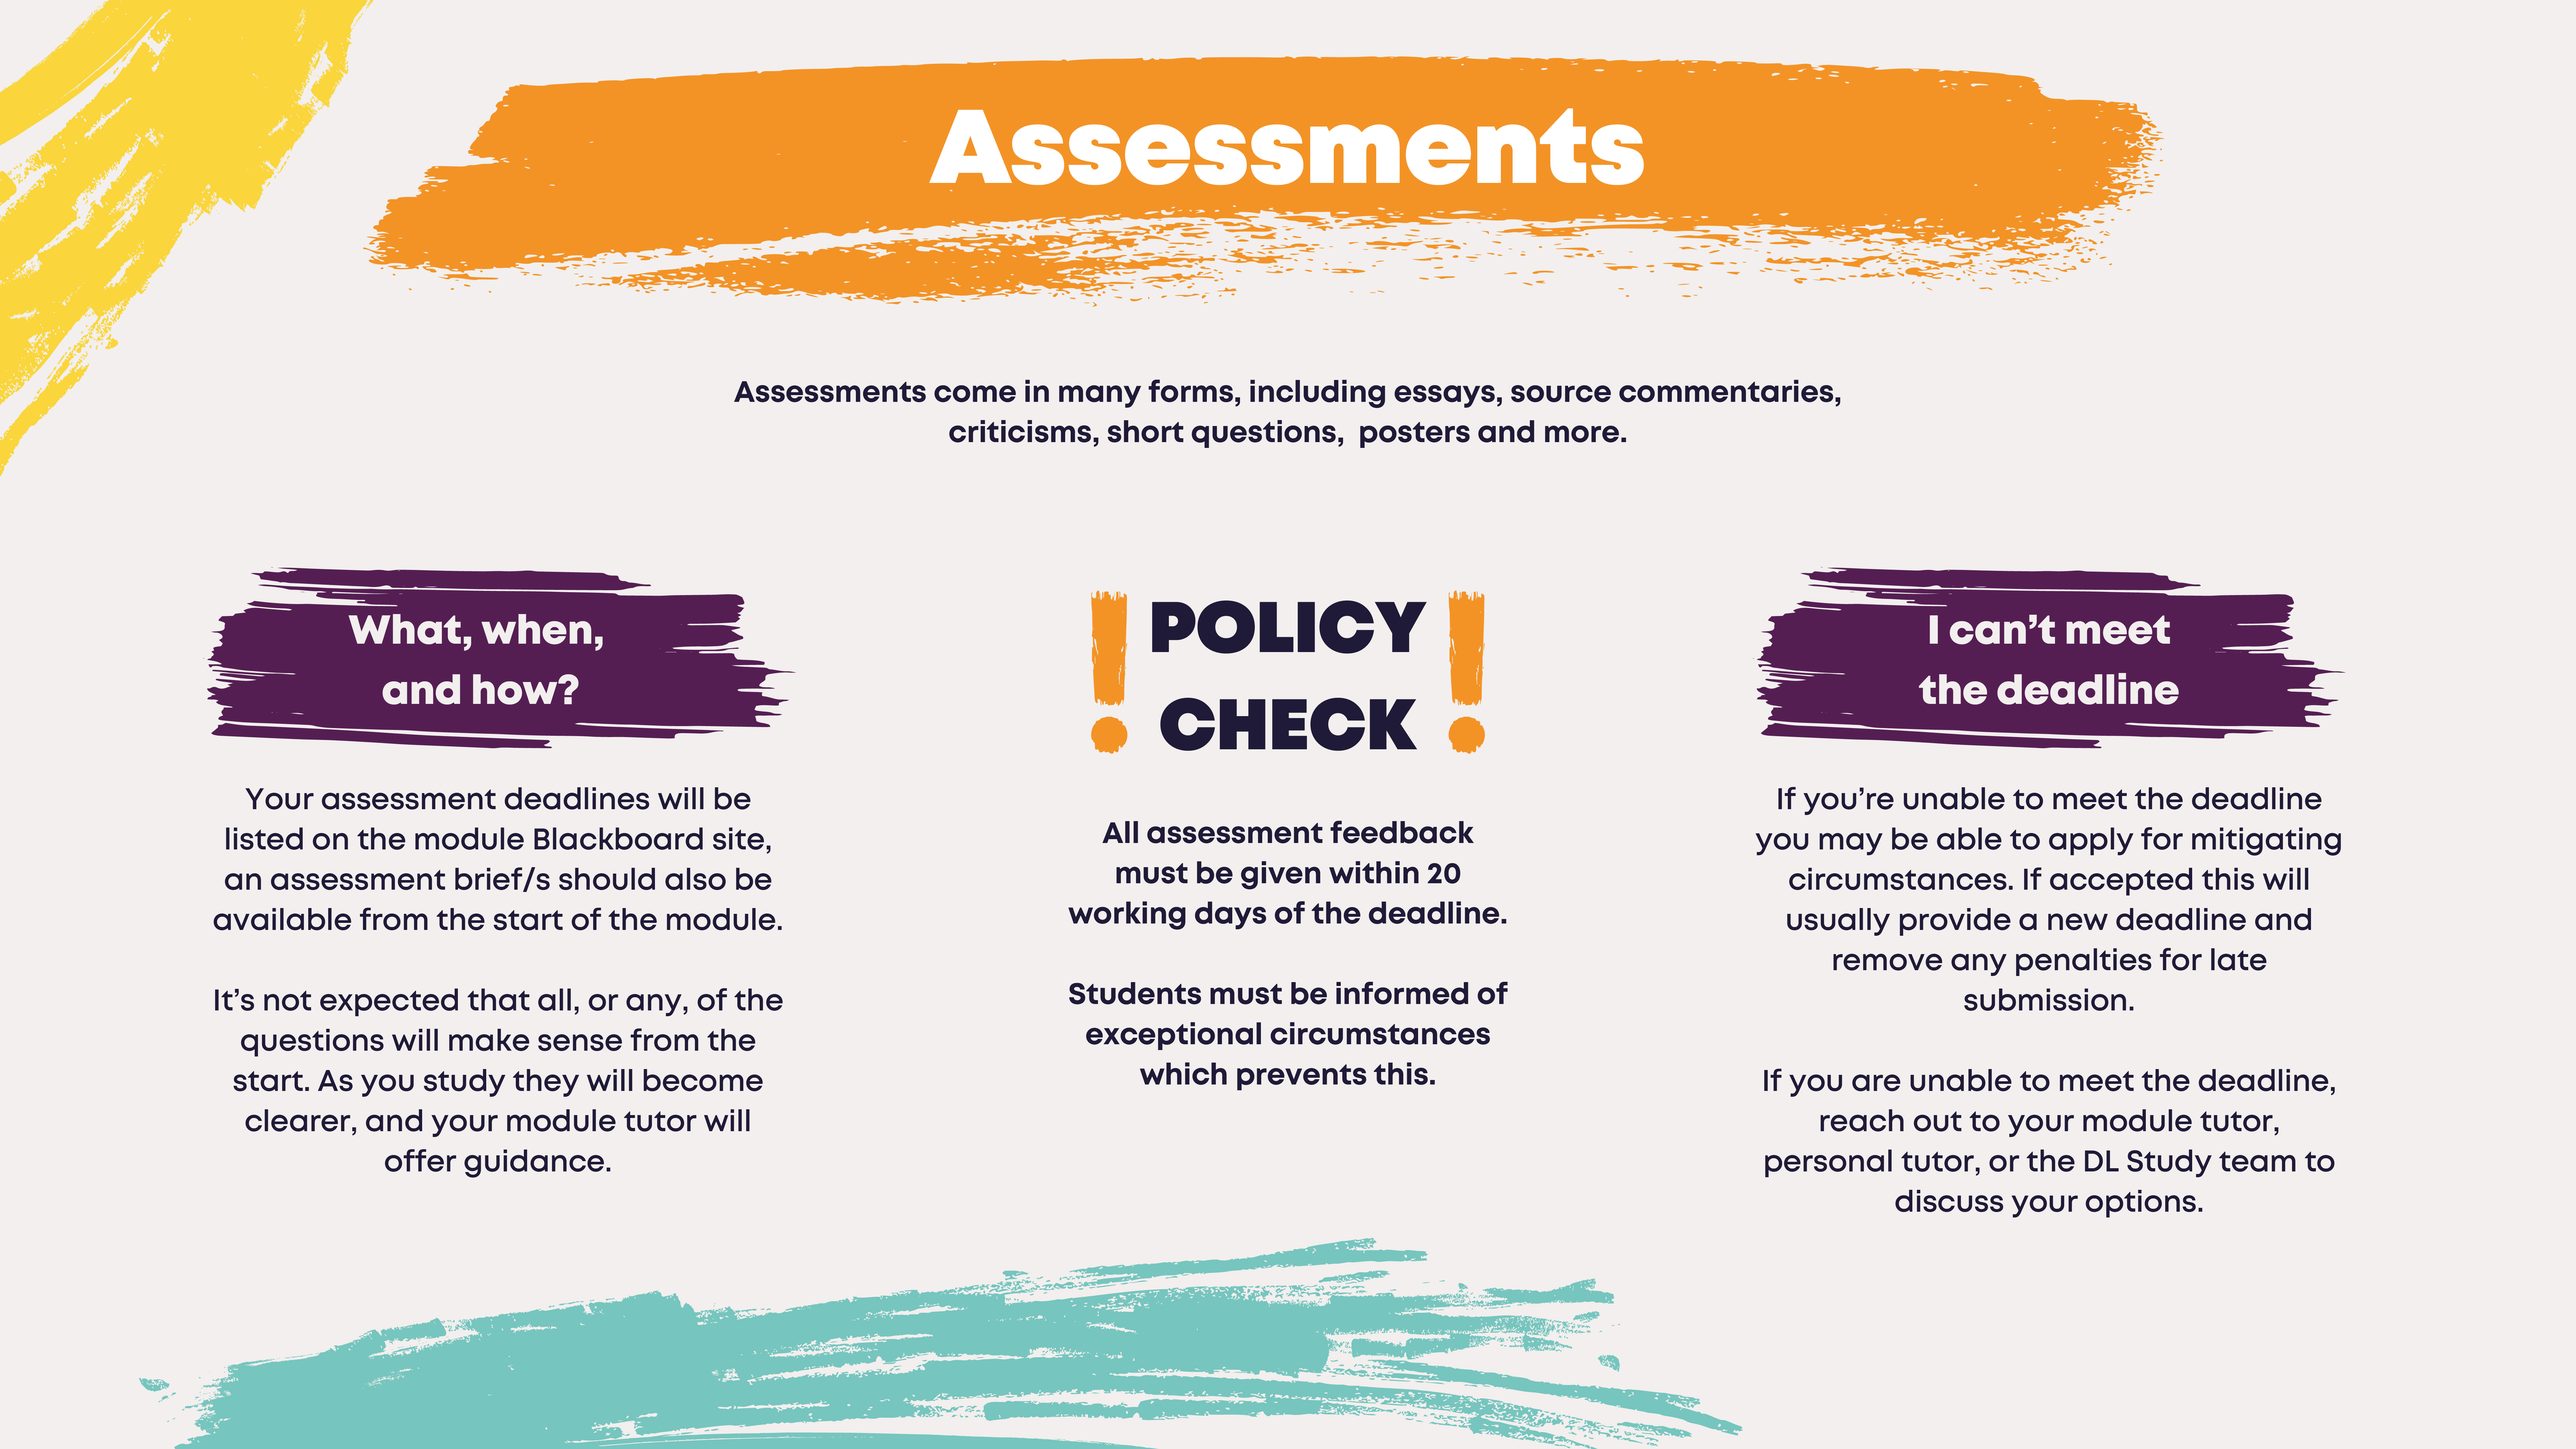 Assessments
Assessments come in many forms, including essays, source commentaries,
criticisms, short questions,  posters and more.
What, when,
and how?
Your assessment deadlines will be
listed on the module Blackboard site,
an assessment brief/s should also be
available from the start of the module.
It’s not expected that all, or any, of the
questions will make sense from the
start. As you study they will become
clearer, and your module tutor will
offer guidance.
! POLICY !
CHECK
All assessment feedback
must be given within 20
working days of the deadline.
Students must be informed of
exceptional circumstances
which prevents this.
I can’t meet
the deadline
If you’re unable to meet the deadline
you may be able to apply for mitigating
circumstances. If accepted this will
usually provide a new deadline and
remove any penalties for late
submission.
If you are unable to meet the deadline,
reach out to your module tutor,
personal tutor, or the DL Study team to
discuss your options.